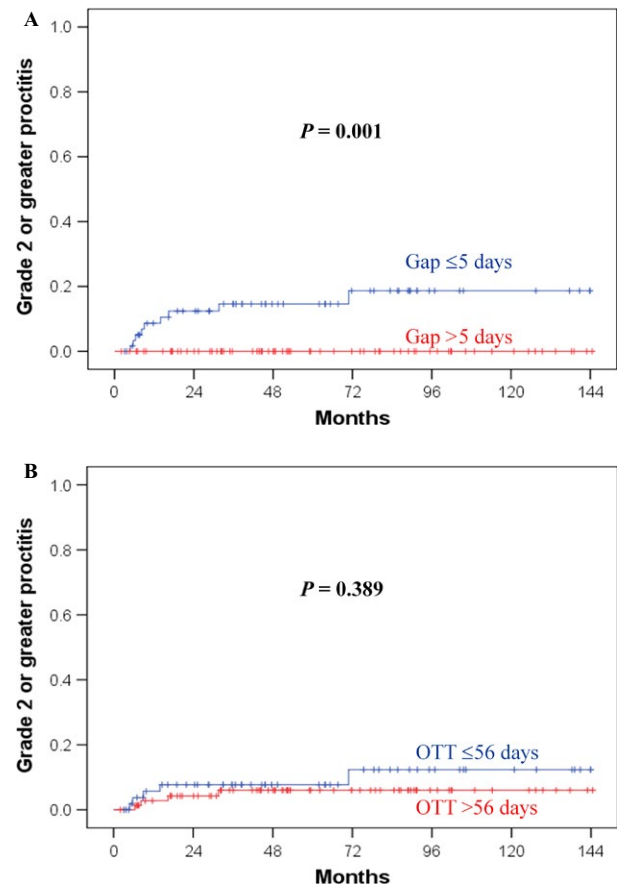 A
Grade 2 or greater proctitis
1.0
0.8
0.6
0.4
0.2
0.0
P = 0.001
Gap ≤5 days
Gap >5 days
0 24 48 72 96 120 144
Months
B
Grade 2 or greater proctitis
1.0
0.8
0.6
0.4
0.2
0.0
P = 0.389
OTT ≤56 days
OTT >56 days
0 24 48 72 96 120 144
Months